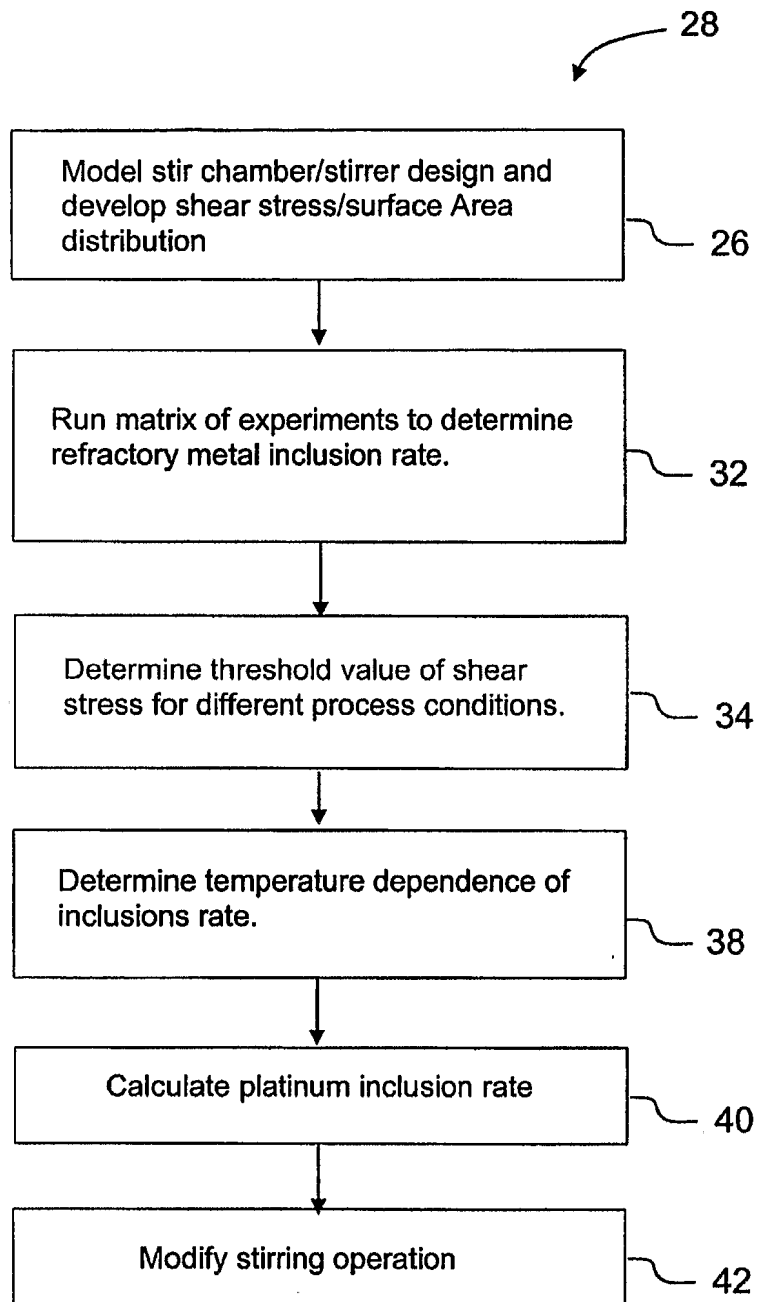 28
Model stir chamber/stirrer design and
develop shear stress/surface Area
distribution
26
Run matrix of experiments to determine
refractory metal inclusion rate.
32
Determine threshold value of shear
stress for different process conditions.
34
Determine temperature dependence of
inclusions rate.
38
Calculate platinum inclusion rate
40
Modify stirring operation
42